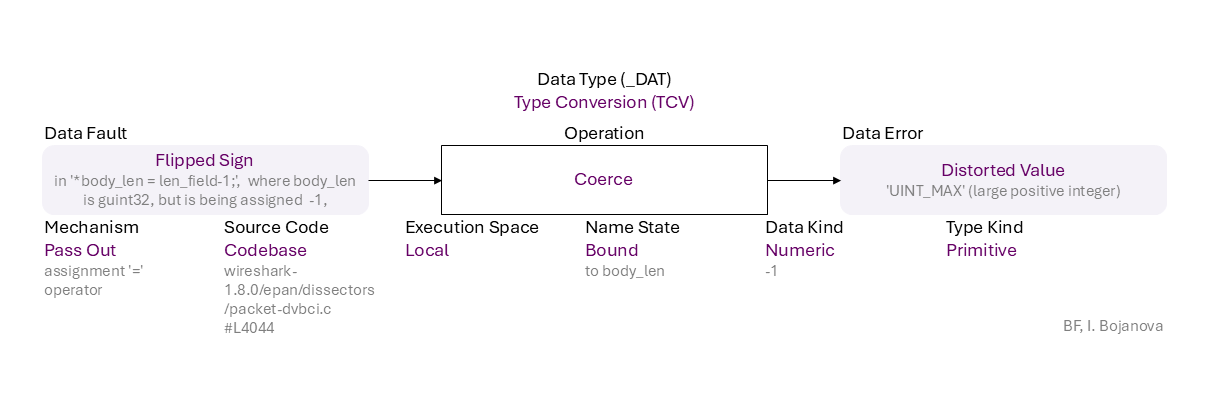 Data Type (_DAT)
Type Conversion (TCV)
Data Fault
Operation
Data Error
Flipped Sign
in '*body_len = len_field-1;',  where body_len
is guint32, but is being assigned  -1,
Coerce
Distorted Value
'UINT_MAX' (large positive integer)
Mechanism
Pass Out
assignment '='
operator
Source Code
Codebase
wireshark-
1.8.0/epan/dissectors
/packet-dvbci.c
#L4044
Execution Space
Local
Name State
Bound
to body_len
Data Kind
Numeric
-1
Type Kind
Primitive
BF, I. Bojanova